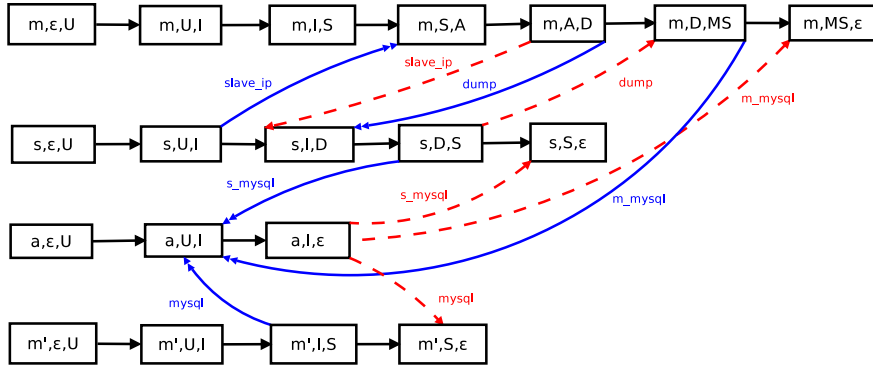 m,ε,U m,U,I m,I,S m,S,A m,A,D m,D,MS m,MS,ε
slave_ip slave_ip dump dump m_mysql
s,ε,U s,U,I s,I,D s,D,S s,S,ε
s_mysql s_mysql m_mysql
a,ε,U a,U,I a,I,ε
mysql mysql
m',ε,U m',U,I m',I,S m',S,ε